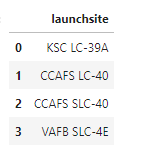 launchsite
0 KSC LC-39A
1 CCAFS LC-40
2 CCAFS SLC-40
3 VAFB SLC-4E